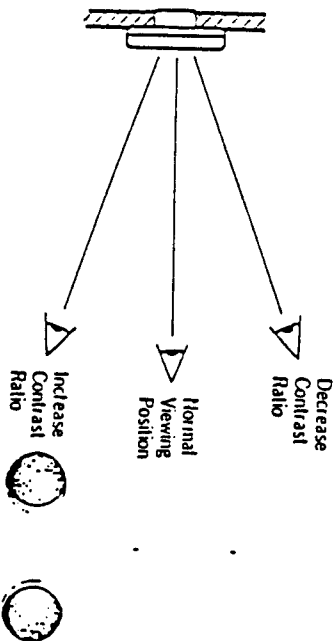 Decrease
Contrast
Ratio
Normal
Viewing
Position
Increase
Contrast
Ratio